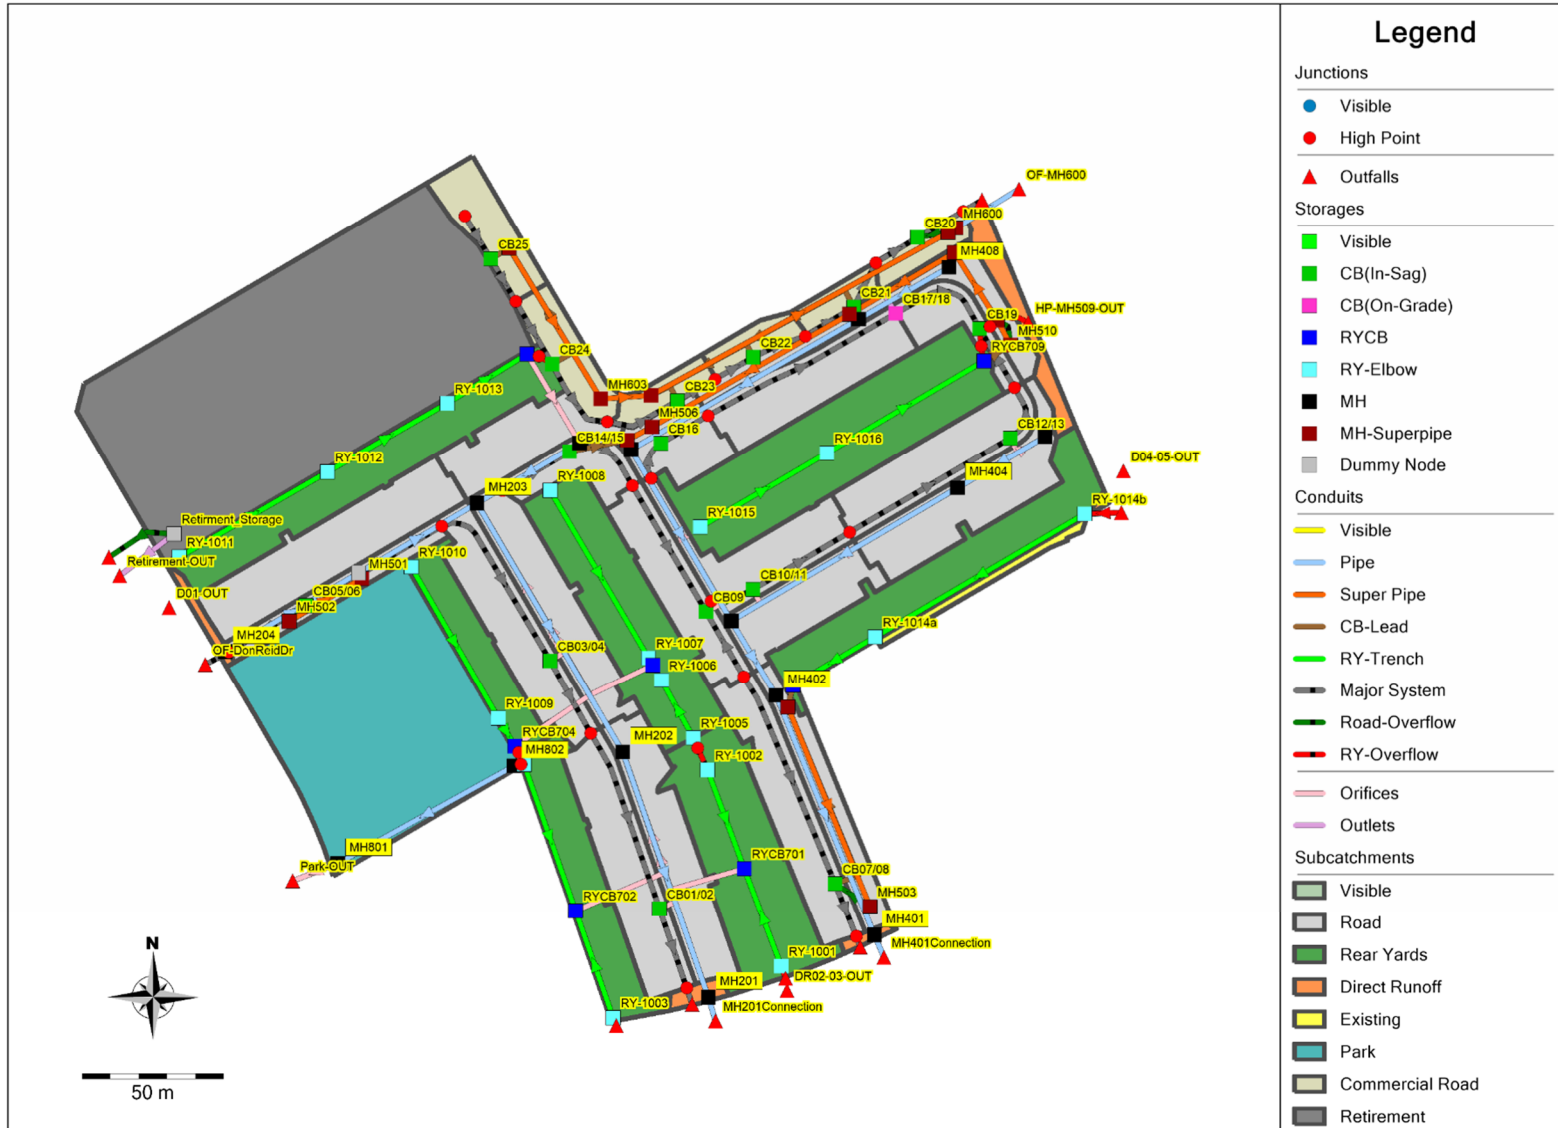 OF-MH600
CB20
MH600
CB25
MH408
CB21
CB17/18
HP-MH509-OUT
CB19
MH510
RYCB709
CB22
CB24
RY-1013
MH603
CB23
MH506
CB16
CB14/15
CB12/13
RY-1016
D04-05-OUT
RY-1012
MH404
RY-1008
MH203
RY-1014b
Retirment_Storage
RY-1015
RY-1011
Retirement-OUT
MH501
RY-1010
CB10/11
D01-OUT
CB05/06
CB09
MH502
RY-1014a
MH204
OF-DonReidDr
CB03/04
RY-1007
RY-1006
MH402
RY-1009
RY-1005
RYCB704
MH802
MH202
RY-1002
MH801
RYCB701
Park-OUT
CB07/08
RYCB702
CB01/02
MH503
MH401
MH401Connection
RY-1001
DR02-03-OUT
MH201
RY-1003
MH201Connection
N
50 m
Legend
Junctions
Visible
High Point
Outfalls
Storages
Visible
CB(In-Sag)
CB(On-Grade)
RYCB
RY-Elbow
MH
MH-Superpipe
Dummy Node
Conduits
Visible
Pipe
Super Pipe
CB-Lead
RY-Trench
Major System
Road-Overflow
RY-Overflow
Orifices
Outlets
Subcatchments
Visible
Road
Rear Yards
Direct Runoff
Existing
Park
Commercial Road
Retirement